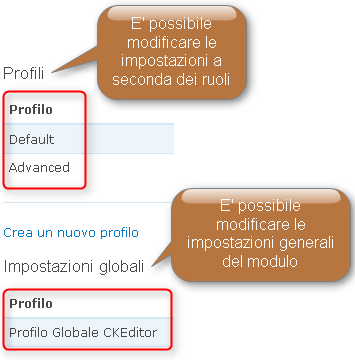 E' possibile
modificare le
impostazioni a
seconda dei ruoli
Profili
Profilo
Default
Advanced
Crea un nuovo profilo
E' possibile
modificare le
impostazioni generali
del modulo
Impostazioni globali
Profilo
Profilo Globale CKEditor